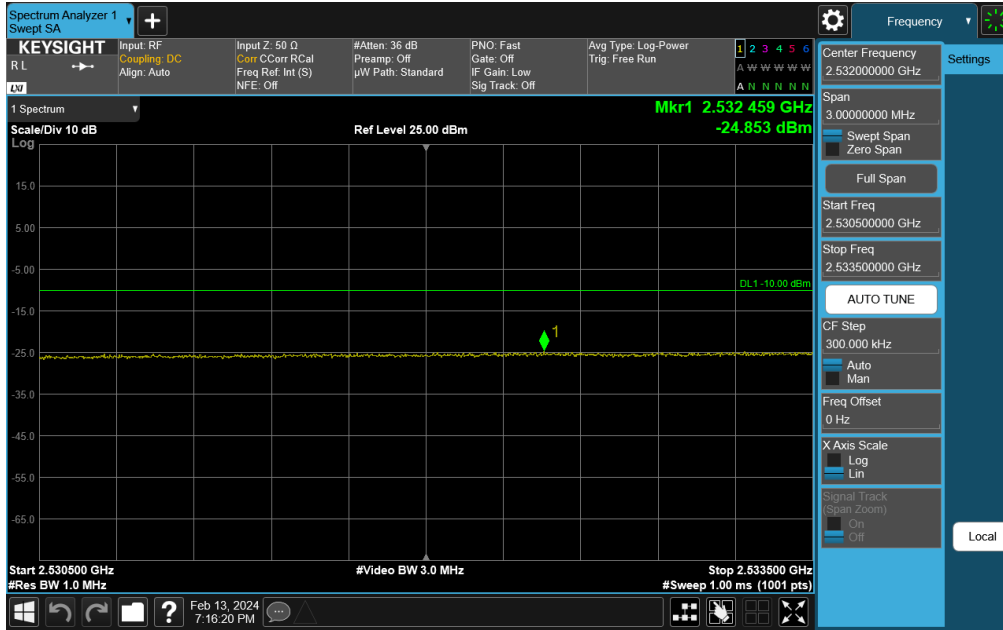 Spectrum Analyzer 1
Swept SA
+
Frequency
KEYSIGHT
R L
LXI
Input: RF
Coupling: DC
Align: Auto
Input Z: 50 Ω
Corr CCorr RCal
Freq Ref: Int (S)
NFE: Off
#Atten: 36 dB
Preamp: Off
µW Path: Standard
PNO: Fast
Gate: Off
IF Gain: Low
Sig Track: Off
Avg Type: Log-Power
Trig: Free Run
1 2 3 4 5 6
A W W W W W
A N N N N N
1 Spectrum
Scale/Div 10 dB
Log
Ref Level 25.00 dBm
Mkr1 2.532 459 GHz
-24.853 dBm
15.0
5.00
-5.00
DL1 -10.00 dBm
-15.0
1
-25.0
-35.0
-45.0
-55.0
-65.0
Start 2.530500 GHz
#Res BW 1.0 MHz
#Video BW 3.0 MHz
Stop 2.533500 GHz
#Sweep 1.00 ms (1001 pts)
Feb 13, 2024
7:16:20 PM
?
Center Frequency
2.532000000 GHz
Settings
Span
3.00000000 MHz
Swept Span
Zero Span
Full Span
Start Freq
2.530500000 GHz
Stop Freq
2.533500000 GHz
AUTO TUNE
CF Step
300.000 kHz
Auto
Man
Freq Offset
0 Hz
X Axis Scale
Log
Lin
Signal Track
(Span Zoom)
On
Off
Local